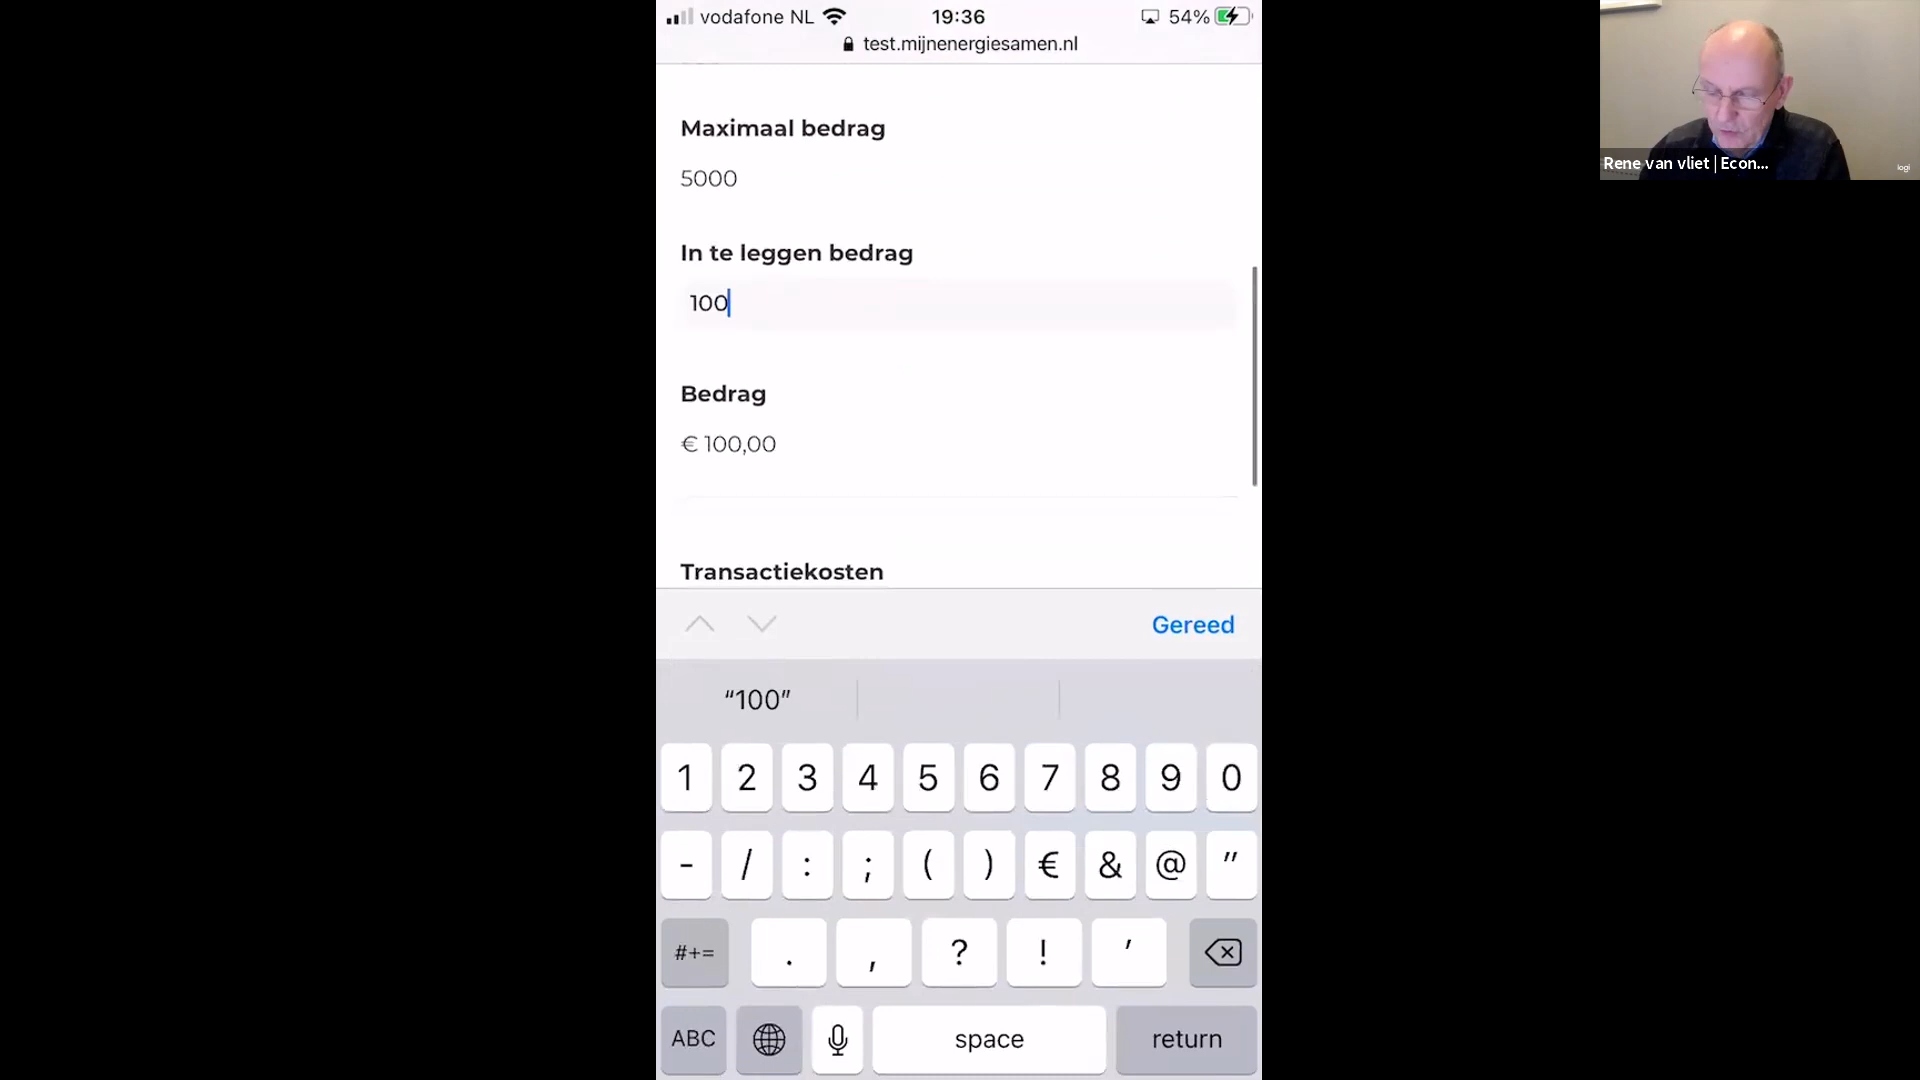 vodafone NL 19:36 54%
test.mijnenergiesamen.nl
Rene van vliet | Econ...
logi
Maximaal bedrag
5000
In te leggen bedrag
100
Bedrag
€ 100,00
Transactiekosten
Gereed
“100”
1 2 3 4 5 6 7 8 9 0
- / : ; ( ) € & @ "
#+= . , ? ! '
ABC space return